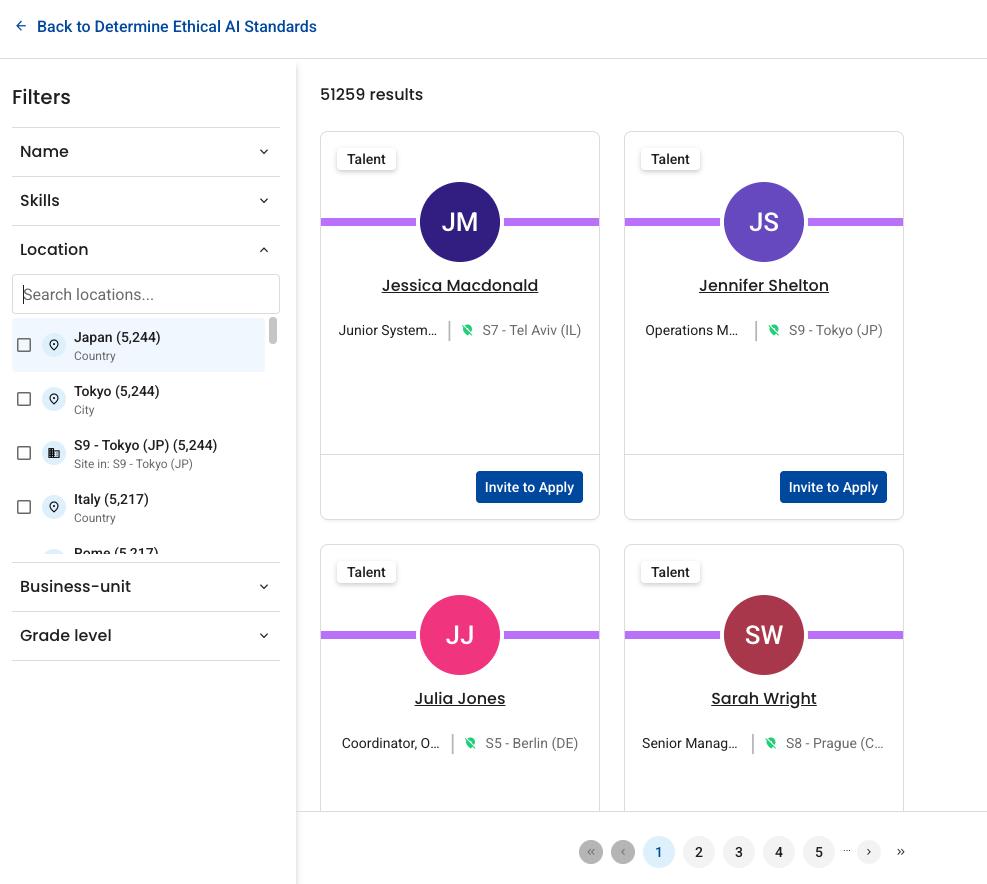 Back to Determine Ethical AI Standards
Filters
Name
Skills
Location
Search locations...
Japan (5,244)
Country
Tokyo (5,244)
City
S9 - Tokyo (JP) (5,244)
Site in: S9 - Tokyo (JP)
Italy (5,217)
Country
Rome (5,217)
Business-unit
Grade level
51259 results
Talent
JM
Jessica Macdonald
Junior System... S7 - Tel Aviv (IL)
Invite to Apply
Talent
JS
Jennifer Shelton
Operations M... S9 - Tokyo (JP)
Invite to Apply
Talent
JJ
Julia Jones
Coordinator, O... S5 - Berlin (DE)
Talent
SW
Sarah Wright
Senior Manag... S8 - Prague (C...
« ‹ 1 2 3 4 5 ... › »